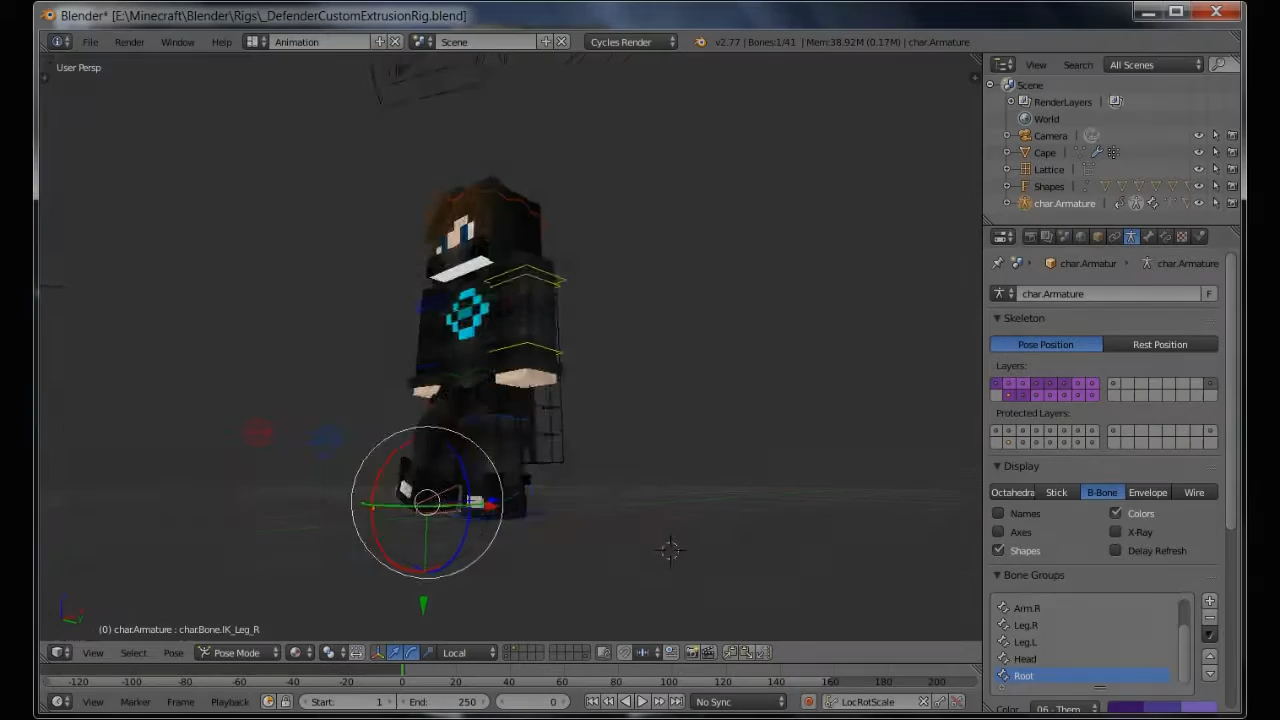 Blender* [E:\Minecraft\Blender\Rigs\_DefenderCustomExtrusionRig.blend]
File Render Window Help Animation Scene Cycles Render v2.77 | Bones:1/41 | Mem:38.92M (0.17M) | char.Armature
User Persp
View Search All Scenes
Scene
RenderLayers
World
Camera
Cape
Lattice
Shapes
char.Armature
char.Armatur char.Armature
char.Armature F
Skeleton
Pose Position Rest Position
Layers:
Protected Layers:
Display
Octahedra Stick B-Bone Envelope Wire
Names Colors
Axes X-Ray
Shapes Delay Refresh
Bone Groups
Arm.R
Leg.R
Leg.L
Head
Root
Color: 06 - Them
(0) char.Armature : char.Bone.IK_Leg_R
View Select Pose Pose Mode Local
-120 -100 -80 -60 -40 -20 0 20 40 60 80 100 120 140 160 180 200
View Marker Frame Playback Start: 1 End: 250 0 No Sync LocRotScale